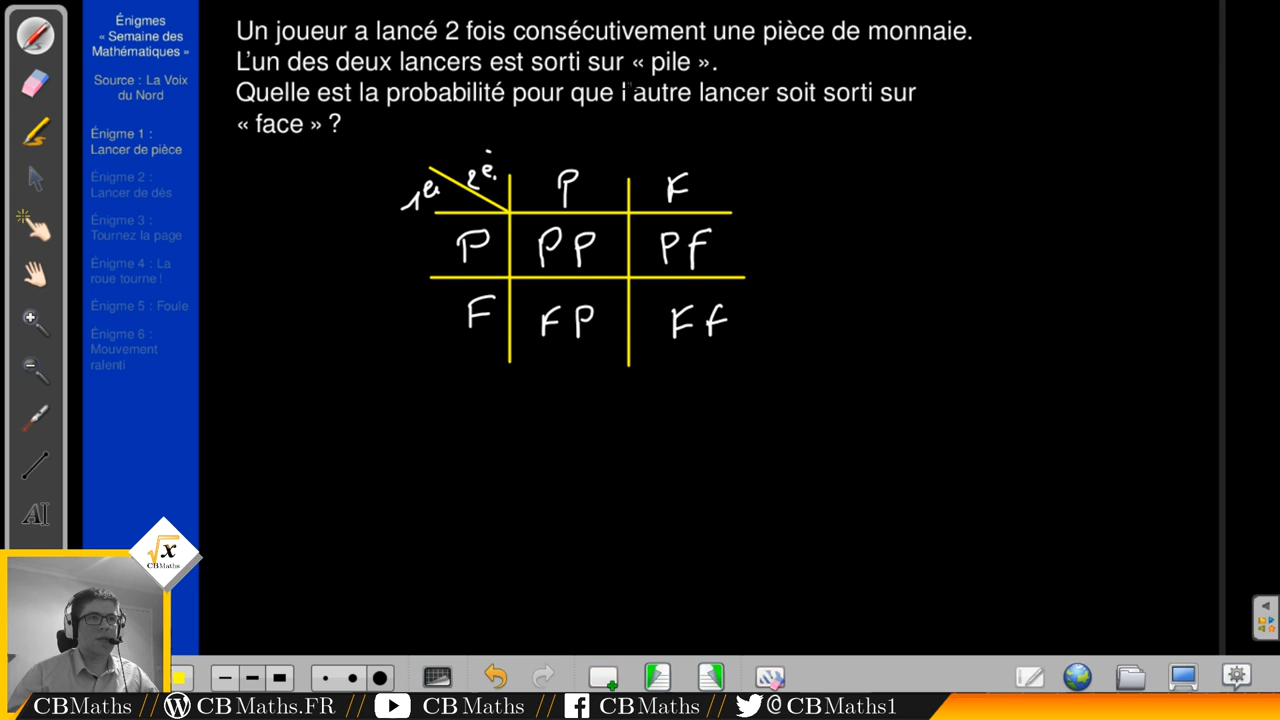 Énigmes
« Semaine des
Mathématiques »
Source : La Voix
du Nord
Énigme 1 :
Lancer de pièce
Énigme 2 :
Lancer de dés
Énigme 3 :
Tournez la page
Énigme 4 : La
roue tourne !
Énigme 5 : Foule
Énigme 6 :
Mouvement
ralenti
Un joueur a lancé 2 fois consécutivement une pièce de monnaie.
L'un des deux lancers est sorti sur « pile ».
Quelle est la probabilité pour que l'autre lancer soit sorti sur
« face » ?
1e 2e. P F
P PP PF
F FP FF
AI
√x
CBMaths
CBMaths // CBMaths.FR // CBMaths // CBMaths // @CBMaths1